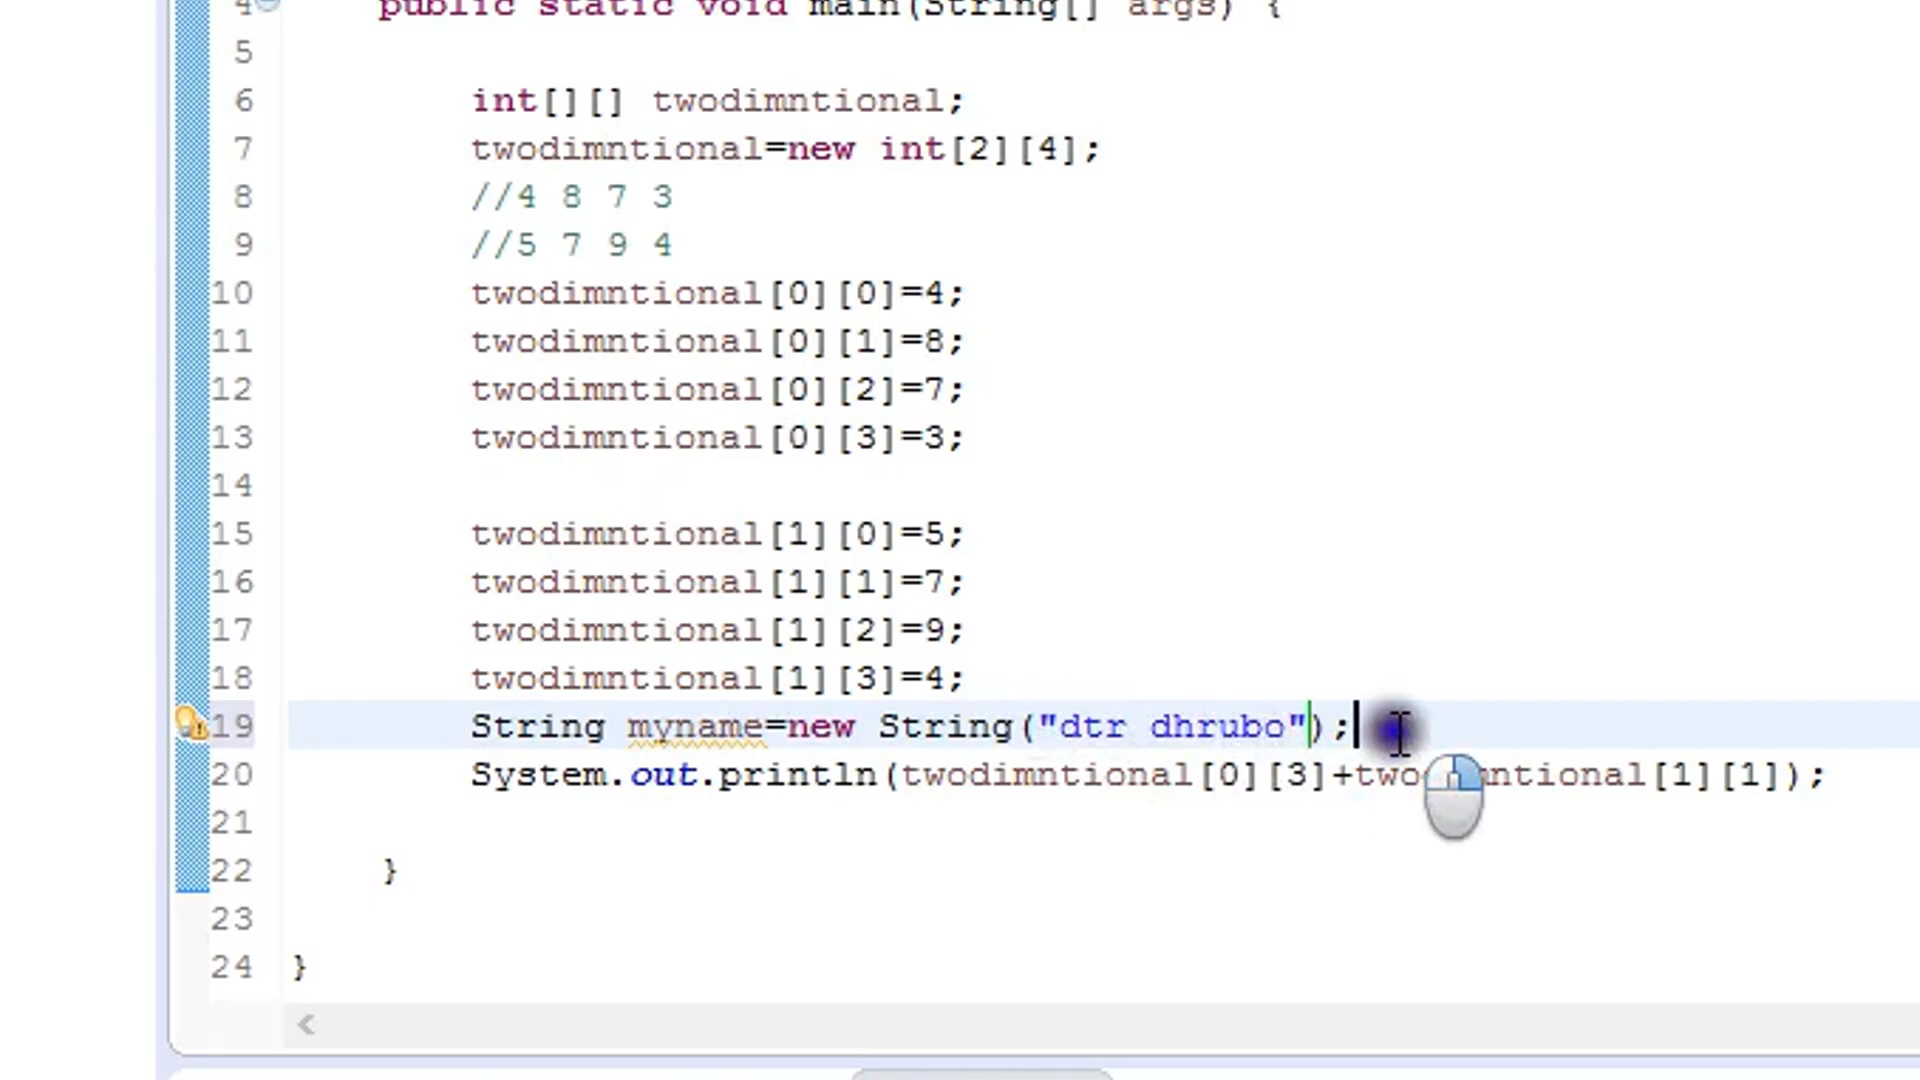 4 public static void main(String[] args) {
5
6 int[][] twodimntional;
7 twodimntional=new int[2][4];
8 //4 8 7 3
9 //5 7 9 4
10 twodimntional[0][0]=4;
11 twodimntional[0][1]=8;
12 twodimntional[0][2]=7;
13 twodimntional[0][3]=3;
14
15 twodimntional[1][0]=5;
16 twodimntional[1][1]=7;
17 twodimntional[1][2]=9;
18 twodimntional[1][3]=4;
19 String myname=new String("dtr dhrubo");
20 System.out.println(twodimntional[0][3]+twodimntional[1][1]);
21
22 }
23
24 }